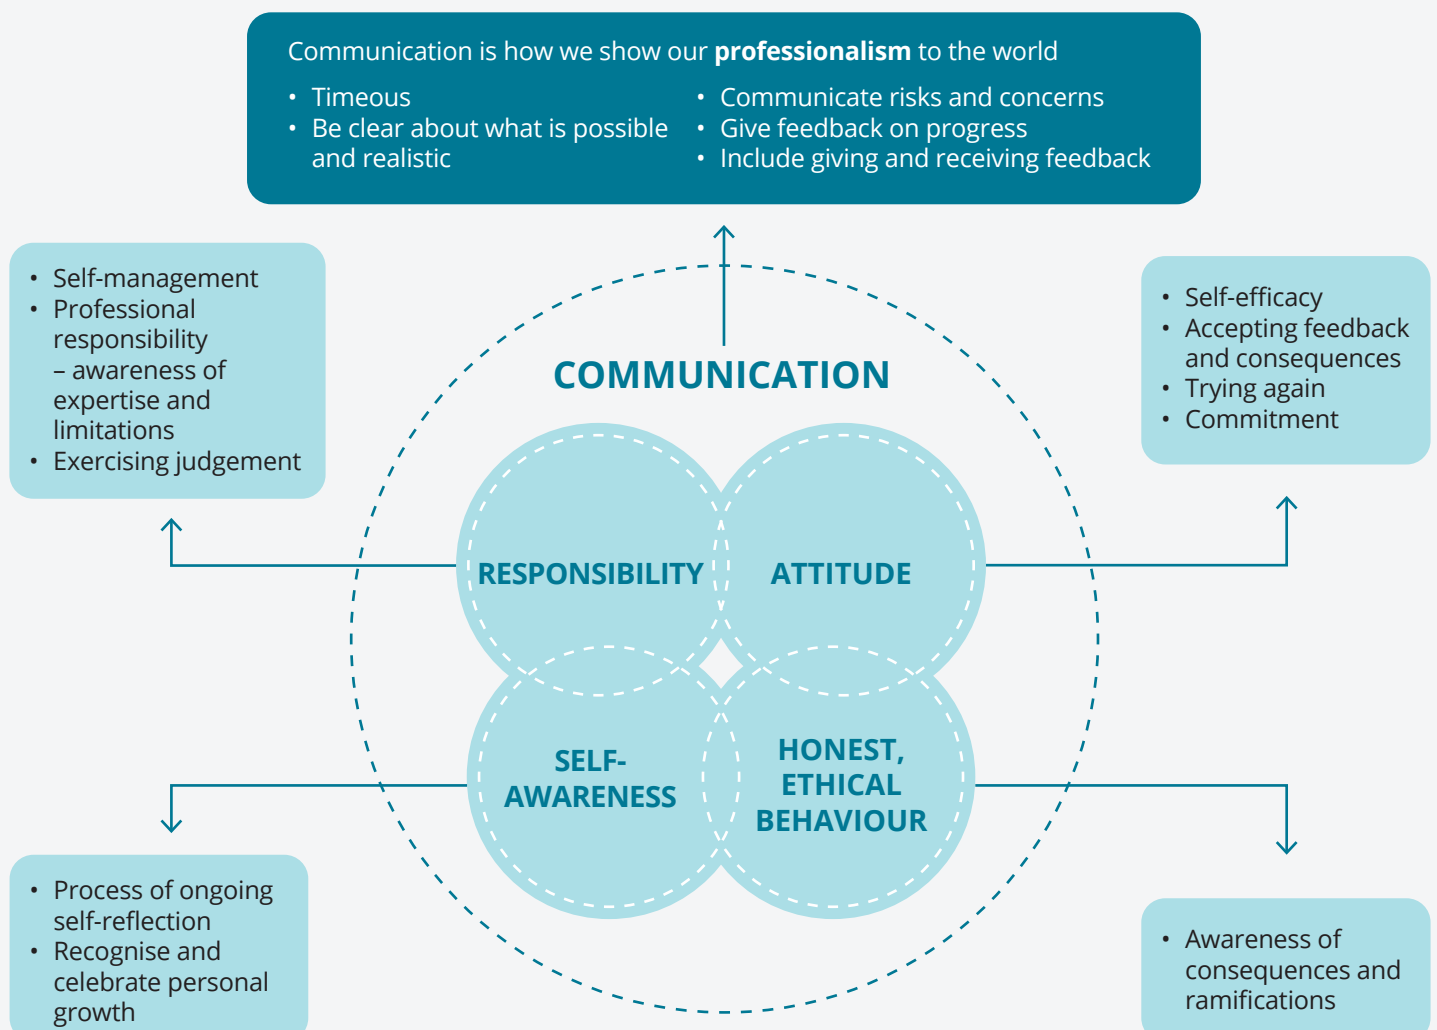 Communication is how we show our professionalism to the world
• Timeous
• Be clear about what is possible
and realistic
• Communicate risks and concerns
• Give feedback on progress
• Include giving and receiving feedback
• Self-management
• Professional
responsibility
– awareness of
expertise and
limitations
• Exercising judgement
• Self-efficacy
• Accepting feedback
and consequences
• Trying again
• Commitment
COMMUNICATION
RESPONSIBILITY
ATTITUDE
SELF-
AWARENESS
HONEST,
ETHICAL
BEHAVIOUR
• Process of ongoing
self-reflection
• Recognise and
celebrate personal
growth
• Awareness of
consequences and
ramifications